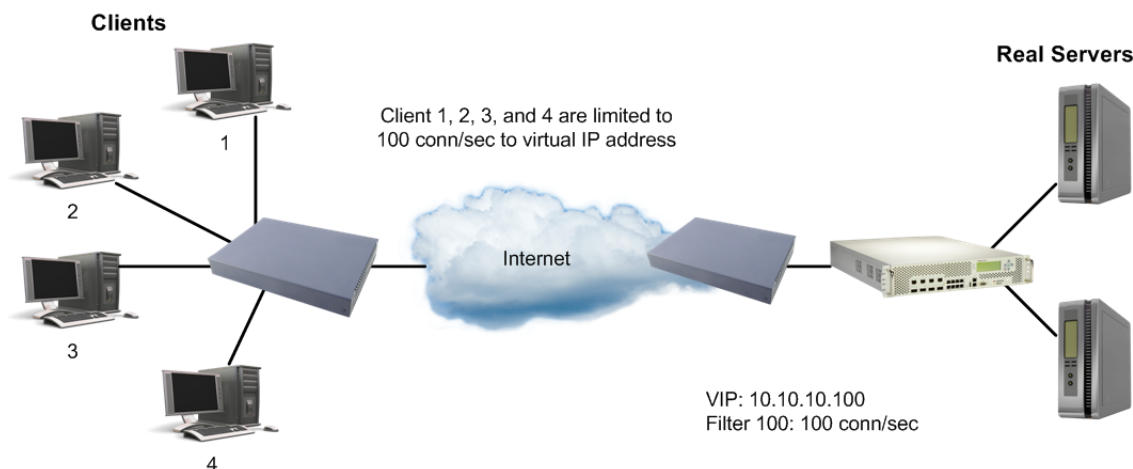 Clients
Real Servers
1
Client 1, 2, 3, and 4 are limited to
100 conn/sec to virtual IP address
2
Internet
3
VIP: 10.10.10.100
Filter 100: 100 conn/sec
4